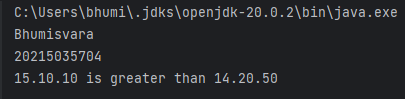 C:\Users\bhumi\.jdks\openjdk-20.0.2\bin\java.exe
Bhumisvara
20215035704
15.10.10 is greater than 14.20.50